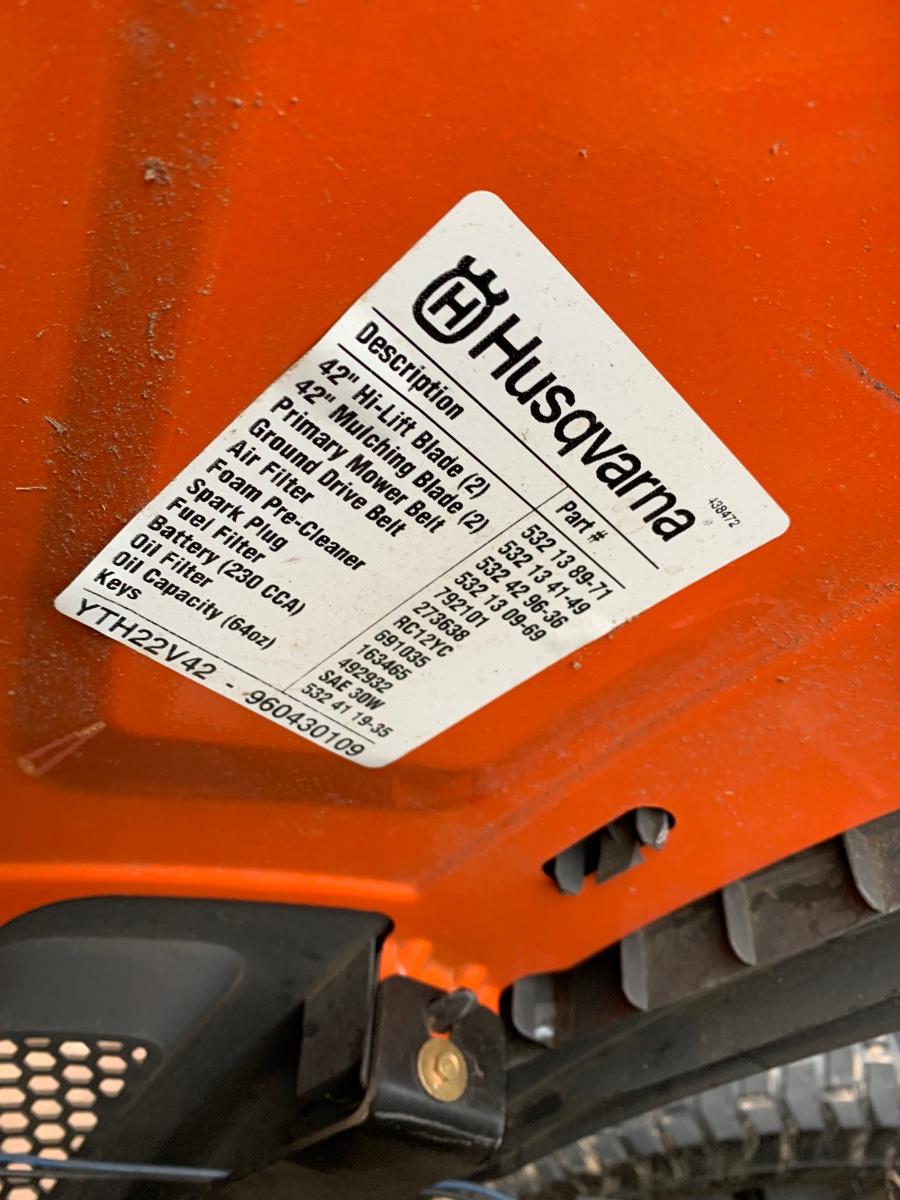 Husqvarna
438472
Description Part #
42" Hi-Lift Blade (2) 532 13 89-71
42" Mulching Blade (2) 532 13 41-49
Primary Mower Belt 532 42 96-36
Ground Drive Belt 532 13 09-69
Air Filter 792101
Foam Pre-Cleaner 273638
Spark Plug RC12YC
Fuel Filter 691035
Battery (230 CCA) 163465
Oil Filter 492932
Oil Capacity (64oz) SAE 30W
Keys 532 41 19-35
YTH22V42 - 960430109